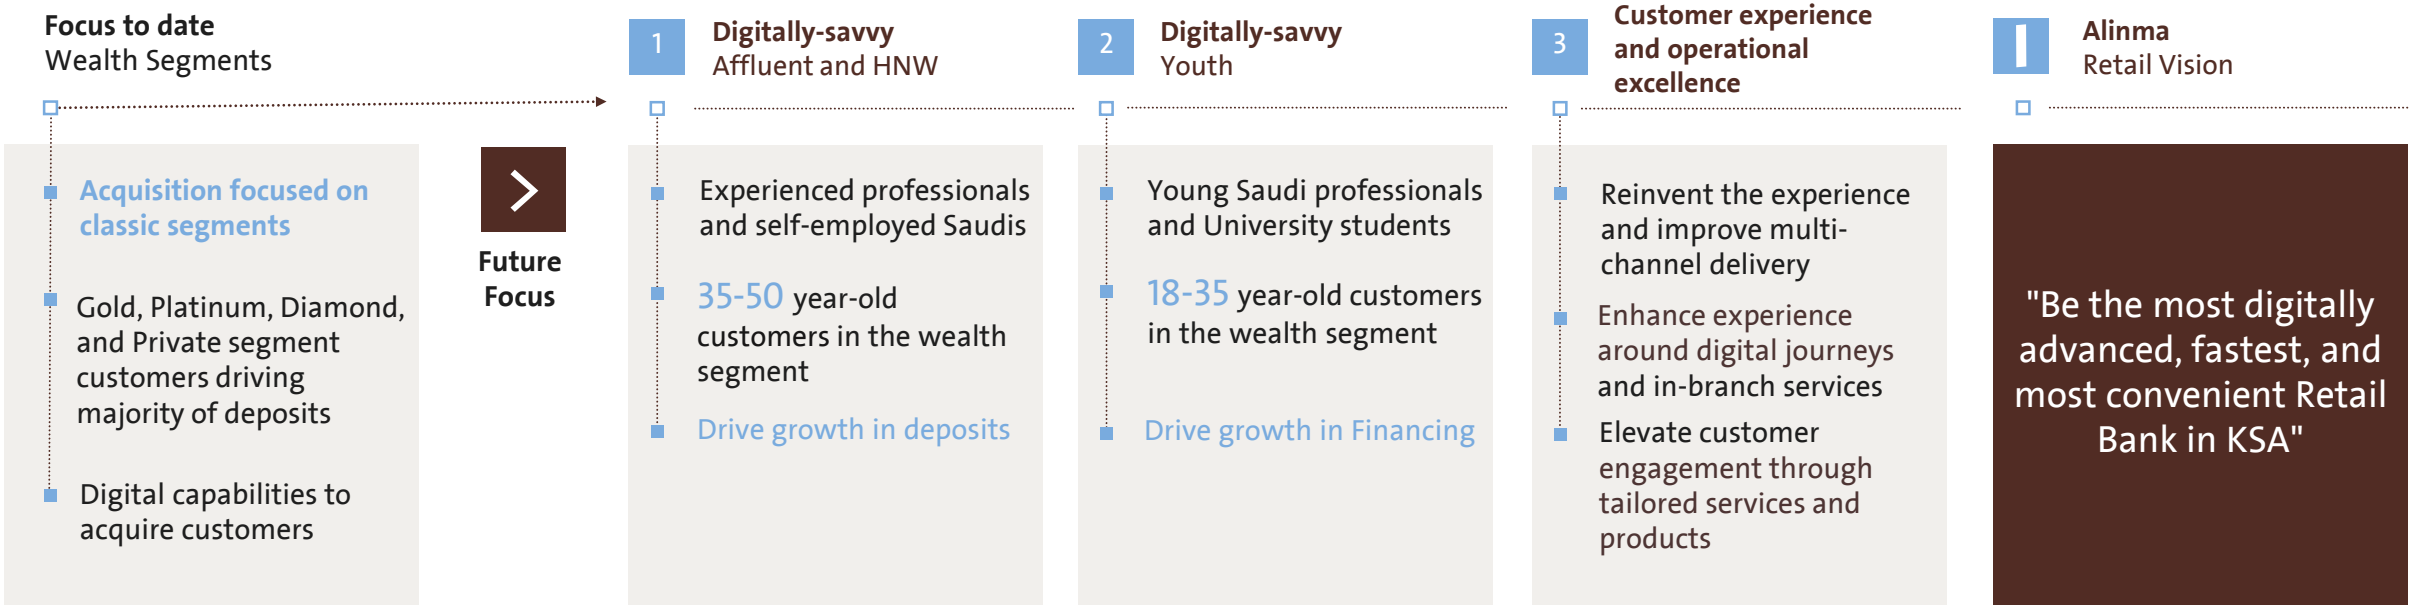 Focus to date
Wealth Segments
Acquisition focused on
classic segments
Gold, Platinum, Diamond,
and Private segment
customers driving
majority of deposits
Digital capabilities to
acquire customers
Future
Focus
1
Digitally-savvy
Affluent and HNW
Experienced professionals
and self-employed Saudis
35-50 year-old
customers in the wealth
segment
Drive growth in deposits
2
Digitally-savvy
Youth
Young Saudi professionals
and University students
18-35 year-old customers
in the wealth segment
Drive growth in Financing
3
Customer experience
and operational
excellence
Reinvent the experience
and improve multi-
channel delivery
Enhance experience
around digital journeys
and in-branch services
Elevate customer
engagement through
tailored services and
products
Alinma
Retail Vision
"Be the most digitally
advanced, fastest, and
most convenient Retail
Bank in KSA"